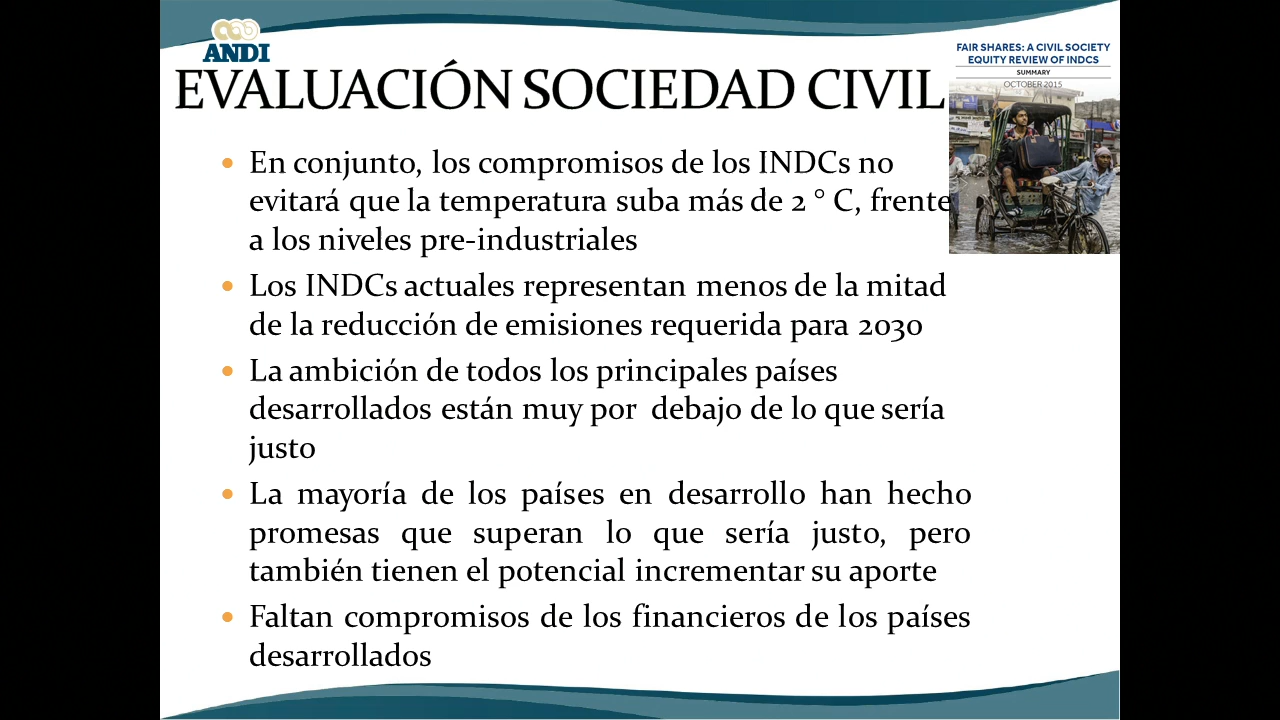 ANDI
EVALUACIÓN SOCIEDAD CIVIL
FAIR SHARES: A CIVIL SOCIETY
EQUITY REVIEW OF INDCS
SUMMARY
OCTOBER 2015
• En conjunto, los compromisos de los INDCs no
evitará que la temperatura suba más de 2 ° C, frente
a los niveles pre-industriales
• Los INDCs actuales representan menos de la mitad
de la reducción de emisiones requerida para 2030
• La ambición de todos los principales países
desarrollados están muy por debajo de lo que sería
justo
• La mayoría de los países en desarrollo han hecho
promesas que superan lo que sería justo, pero
también tienen el potencial incrementar su aporte
• Faltan compromisos de los financieros de los países
desarrollados